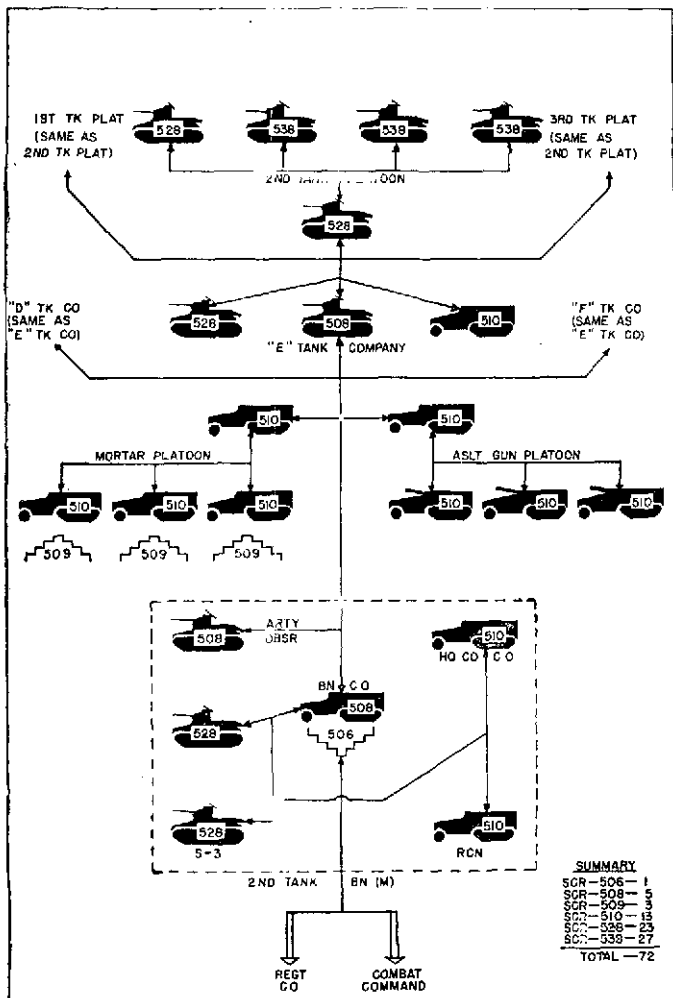 1ST TK PLAT
(SAME AS
2ND TK PLAT)
528
538
538
538
3RD TK PLAT
(SAME AS
2ND TK PLAT)
2ND TANK PLATOON
528
"D" TK CO
(SAME AS
"E" TK CO)
528
508
510
"F" TK CO
(SAME AS
"E" TK CO)
"E" TANK COMPANY
510
510
MORTAR PLATOON
ASLT GUN PLATOON
510
510
510
510
510
510
509
509
509
508
ARTY
OBSR
510
HQ CO C O
BN C O
508
506
528
528
S-3
510
RCN
2ND TANK BN (M)
SUMMARY
SCR-506-1
SCR-508-5
SCR-509-3
SCR-510-13
SCR-528-23
SCR-538-27
TOTAL-72
REGT
CO
COMBAT
COMMAND